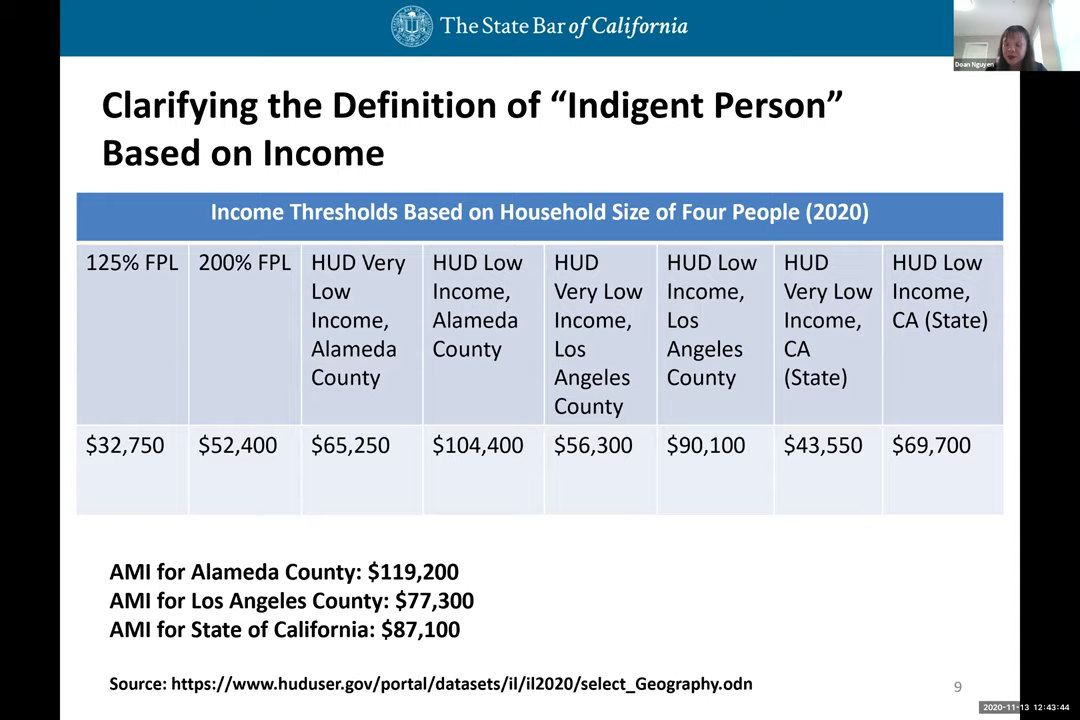 The State Bar of California
Doan Nguyen
Clarifying the Definition of “Indigent Person”
Based on Income
Income Thresholds Based on Household Size of Four People (2020)
125% FPL
200% FPL
HUD Very
Low
Income,
Alameda
County
HUD Low
Income,
Alameda
County
HUD
Very Low
Income,
Los
Angeles
County
HUD Low
Income,
Los
Angeles
County
HUD
Very Low
Income,
CA
(State)
HUD Low
Income,
CA (State)
$32,750
$52,400
$65,250
$104,400
$56,300
$90,100
$43,550
$69,700
AMI for Alameda County: $119,200
AMI for Los Angeles County: $77,300
AMI for State of California: $87,100
Source: https://www.huduser.gov/portal/datasets/il/il2020/select_Geography.odn
9
2020-11-13 12:43:44